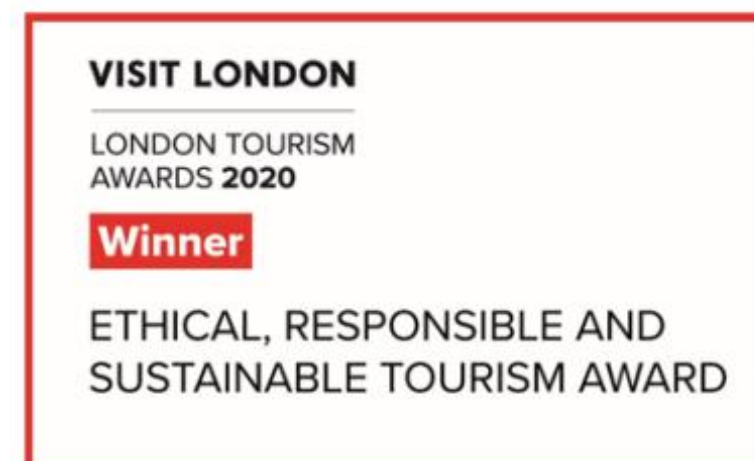 VISIT LONDON
LONDON TOURISM
AWARDS 2020
Winner
ETHICAL, RESPONSIBLE AND
SUSTAINABLE TOURISM AWARD